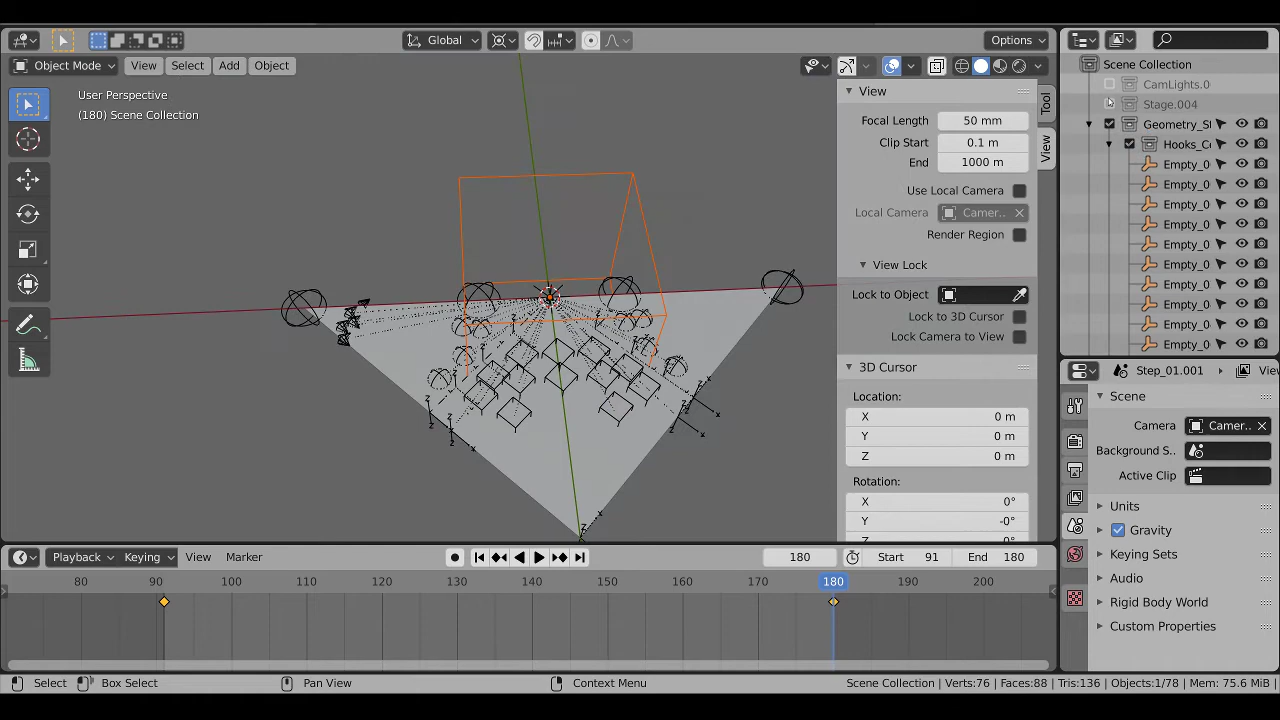 Global
Options
Object Mode
View
Select
Add
Object
User Perspective
(180) Scene Collection
View
Focal Length
50 mm
Clip Start
0.1 m
End
1000 m
Use Local Camera
Local Camera
Camer..
Render Region
View Lock
Lock to Object
Lock to 3D Cursor
Lock Camera to View
3D Cursor
Location:
X
0 m
Y
0 m
Z
0 m
Rotation:
X
0°
Y
-0°
Tool
View
Scene Collection
CamLights.0
Stage.004
Geometry_St
Hooks_Co
Empty_0
Empty_0
Empty_0
Empty_0
Empty_0
Empty_0
Empty_0
Empty_0
Empty_0
Empty_0
Step_01.001
Scene
Camera
Camer..
Background S..
Active Clip
Units
Gravity
Keying Sets
Audio
Rigid Body World
Custom Properties
Playback
Keying
View
Marker
180
Start
91
End
180
80
90
100
110
120
130
140
150
160
170
180
190
200
Select
Box Select
Pan View
Context Menu
Scene Collection | Verts:76 | Faces:88 | Tris:136 | Objects:1/78 | Mem: 75.6 MiB